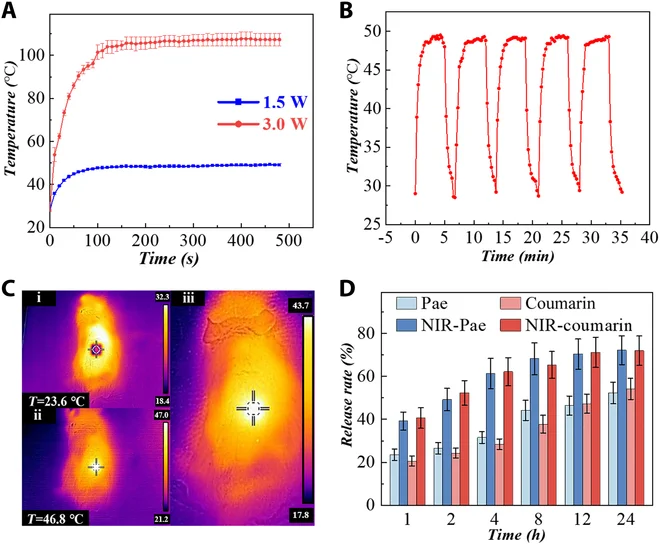 A
Temperature (°C)
100
80
60
40
20
1.5 W
3.0 W
0 100 200 300 400 500
Time (s)
B
Temperature (°C)
50
45
40
35
30
25
-5 0 5 10 15 20 25 30 35 40
Time (min)
C
i
32.3
T=23.6 °C
18.4
ii
47.0
T=46.8 °C
21.2
iii
43.7
17.8
D
Release rate (%)
80
60
40
20
0
Pae Coumarin
NIR-Pae NIR-coumarin
1 2 4 8 12 24
Time (h)